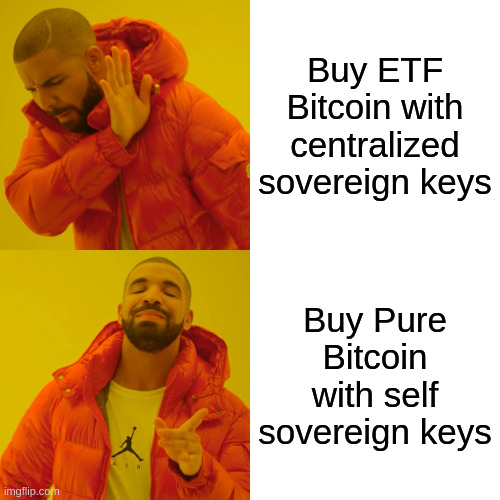 Buy ETF
Bitcoin with
centralized
sovereign keys
Buy Pure
Bitcoin
with self
sovereign keys
imgflip.com